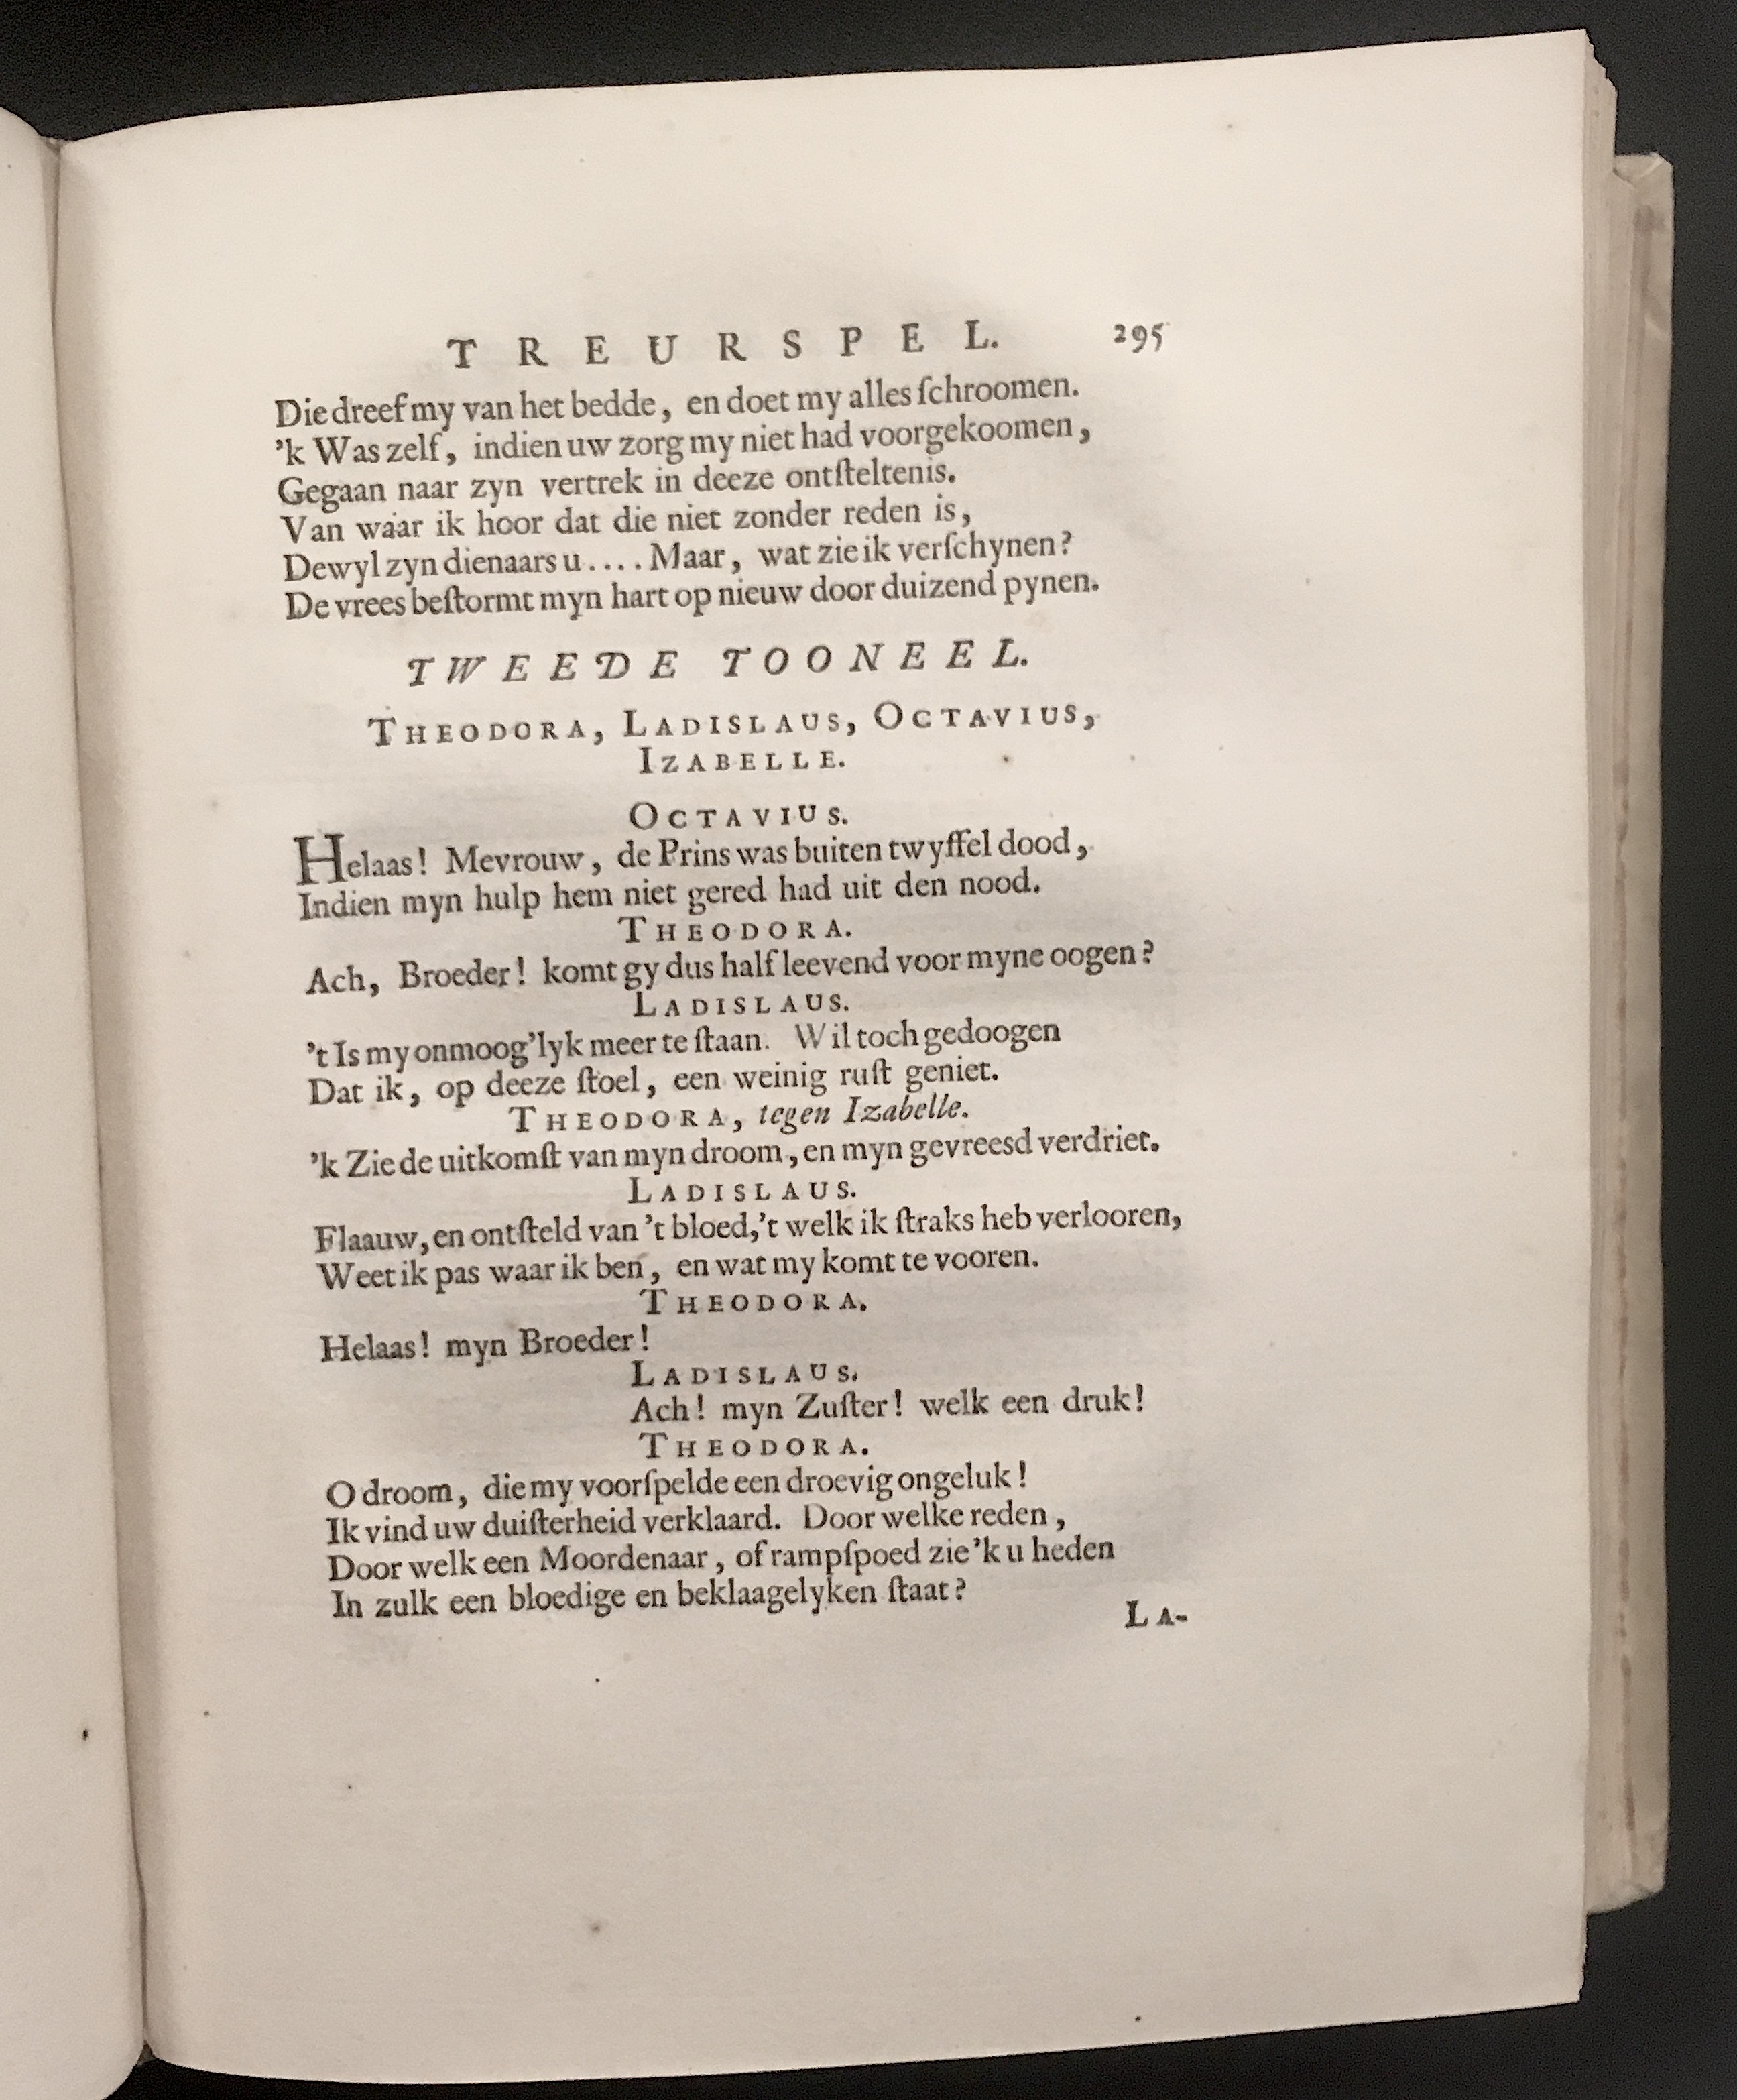 TREURSPEL. 295
Die dreef my van het bedde, en doet my alles ſchroomen.
’k Was zelf, indien uw zorg my niet had voorgekoomen,
Gegaan naar zyn vertrek in deeze ontſteltenis.
Van waar ik hoor dat die niet zonder reden is,
Dewyl zyn dienaars u.... Maar, wat zie ik verſchynen?
De vrees beſtormt myn hart op nieuw door duizend pynen.
TWEEDE TOONEEL.
THEODORA, LADISLAUS, OCTAVIUS,
IZABELLE.
OCTAVIUS.
Helaas! Mevrouw, de Prins was buiten twyffel dood,
Indien myn hulp hem niet gered had uit den nood.
THEODORA.
Ach, Broeder! komt gy dus half leevend voor myne oogen?
LADISLAUS.
’t Is my onmoog’lyk meer te ſtaan. Wil toch gedoogen
Dat ik, op deeze ſtoel, een weinig ruſt geniet.
THEODORA, tegen Izabelle.
’k Zie de uitkomſt van myn droom, en myn gevreesd verdriet.
LADISLAUS.
Flaauw, en ontſteld van ’t bloed, ’t welk ik ſtraks heb verlooren,
Weet ik pas waar ik ben, en wat my komt te vooren.
THEODORA.
Helaas! myn Broeder!
LADISLAUS.
Ach! myn Zuſter! welk een druk!
THEODORA.
O droom, die my voorſpelde een droevig ongeluk!
Ik vind uw duiſterheid verklaard. Door welke reden,
Door welk een Moordenaar, of rampſpoed zie ’k u heden
In zulk een bloedige en beklaagelyken ſtaat?
LA-